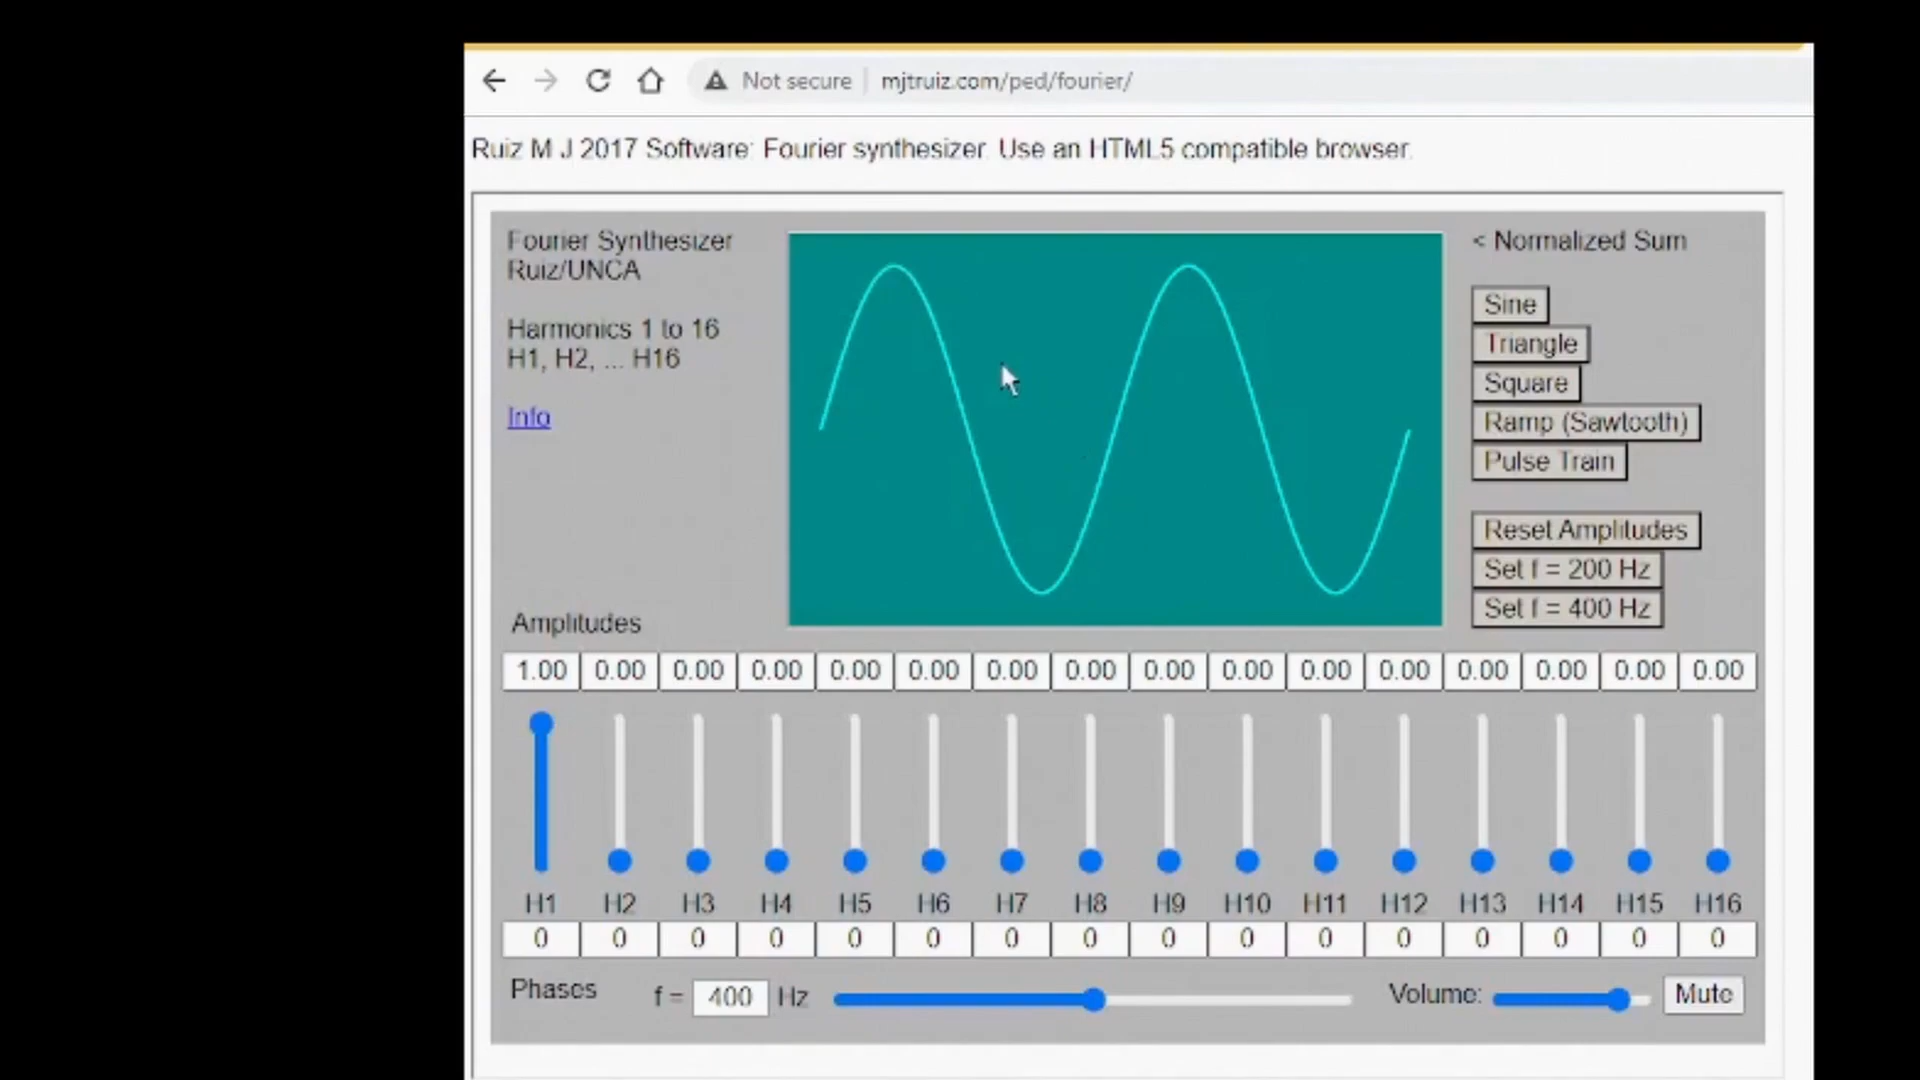 Not secure mjtruiz.com/ped/fourier/
Ruiz M J 2017 Software: Fourier synthesizer. Use an HTML5 compatible browser.
Fourier Synthesizer
Ruiz/UNCA
Harmonics 1 to 16
H1, H2, ... H16
Info
< Normalized Sum
Sine
Triangle
Square
Ramp (Sawtooth)
Pulse Train
Reset Amplitudes
Set f = 200 Hz
Set f = 400 Hz
Amplitudes
1.00 0.00 0.00 0.00 0.00 0.00 0.00 0.00 0.00 0.00 0.00 0.00 0.00 0.00 0.00 0.00
H1 H2 H3 H4 H5 H6 H7 H8 H9 H10 H11 H12 H13 H14 H15 H16
0 0 0 0 0 0 0 0 0 0 0 0 0 0 0 0
Phases f = 400 Hz Volume: Mute